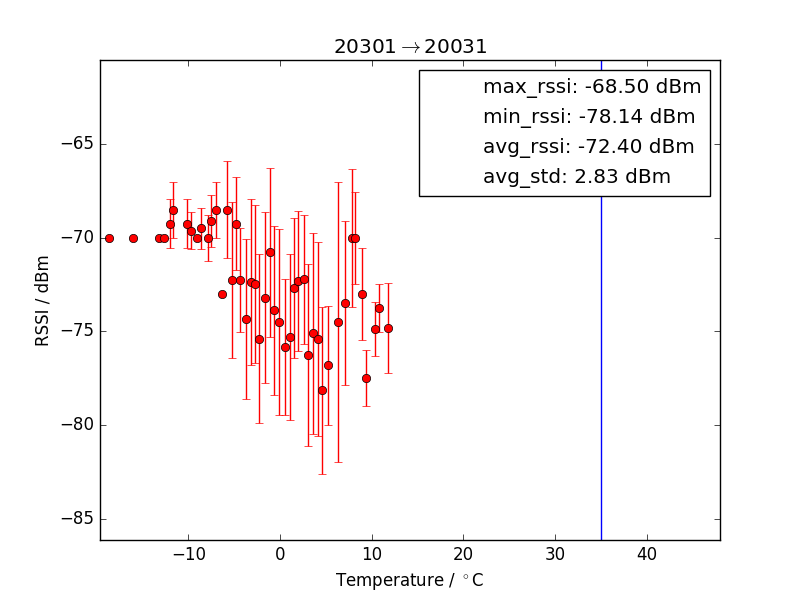 20301→20031
max_rssi: -68.50 dBm
min_rssi: -78.14 dBm
avg_rssi: -72.40 dBm
avg_std: 2.83 dBm
−65
−70
−75
−80
−85
RSSI / dBm
−10 0 10 20 30 40
Temperature / °C